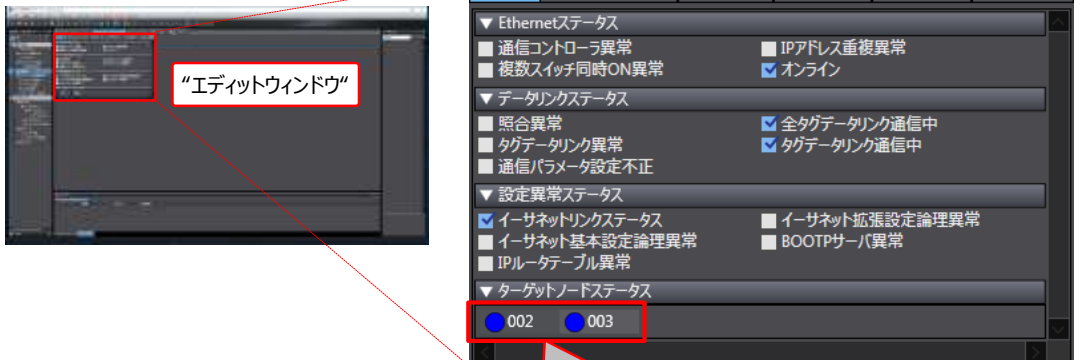 “エディットウィンドウ“
▼ Ethernetステータス
通信コントローラ異常
IPアドレス重複異常
複数スイッチ同時ON異常
オンライン
▼ データリンクステータス
照合異常
全タグデータリンク通信中
タグデータリンク異常
タグデータリンク通信中
通信パラメータ設定不正
▼ 設定異常ステータス
イーサネットリンクステータス
イーサネット拡張設定論理異常
イーサネット基本設定論理異常
BOOTPサーバ異常
IPルータテーブル異常
▼ ターゲットノードステータス
002 003